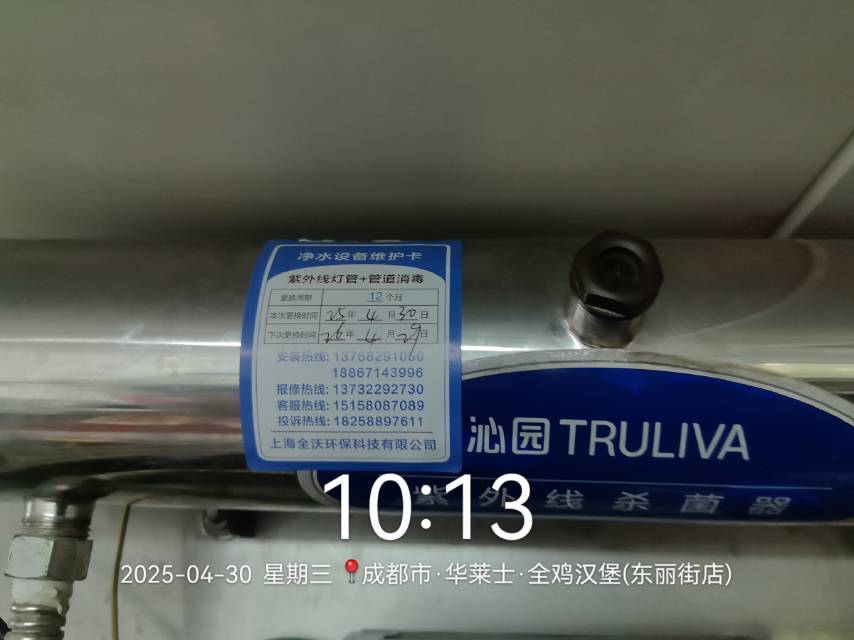 净水设备维护卡
紫外线灯管+管道消毒
更换周期 12个月
本次更换时间 25年 4月30日
下次更换时间 26年 4月29日
安装热线: 13758291066
18867143996
报修热线: 13732292730
客服热线: 15158087089
投诉热线: 18258897611
上海全沃环保科技有限公司
沁园 TRULIVA
紫外线杀菌器
10:13
2025-04-30 星期三 成都市·华莱士·全鸡汉堡(东丽街店)